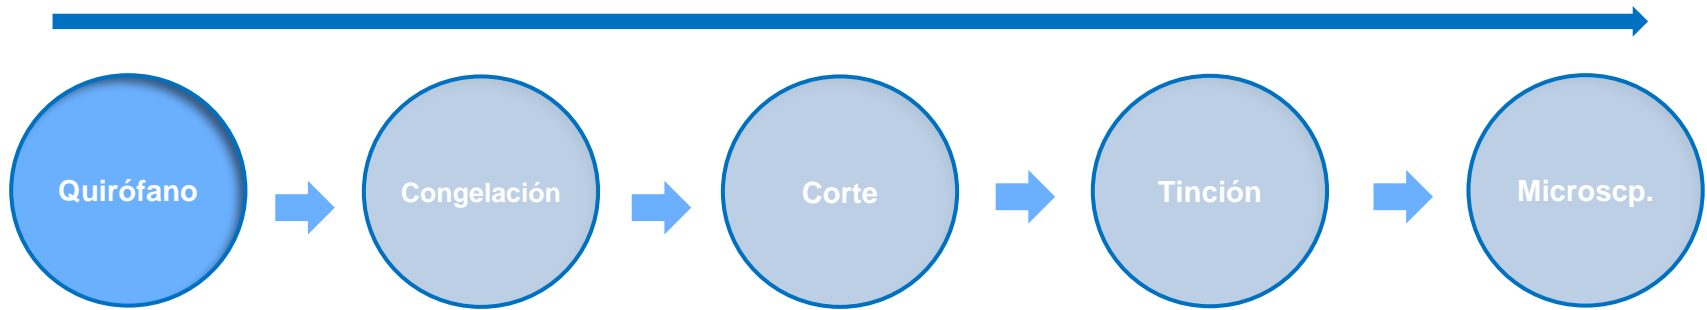 Quirófano
Congelación
Corte
Tinción
Microscp.